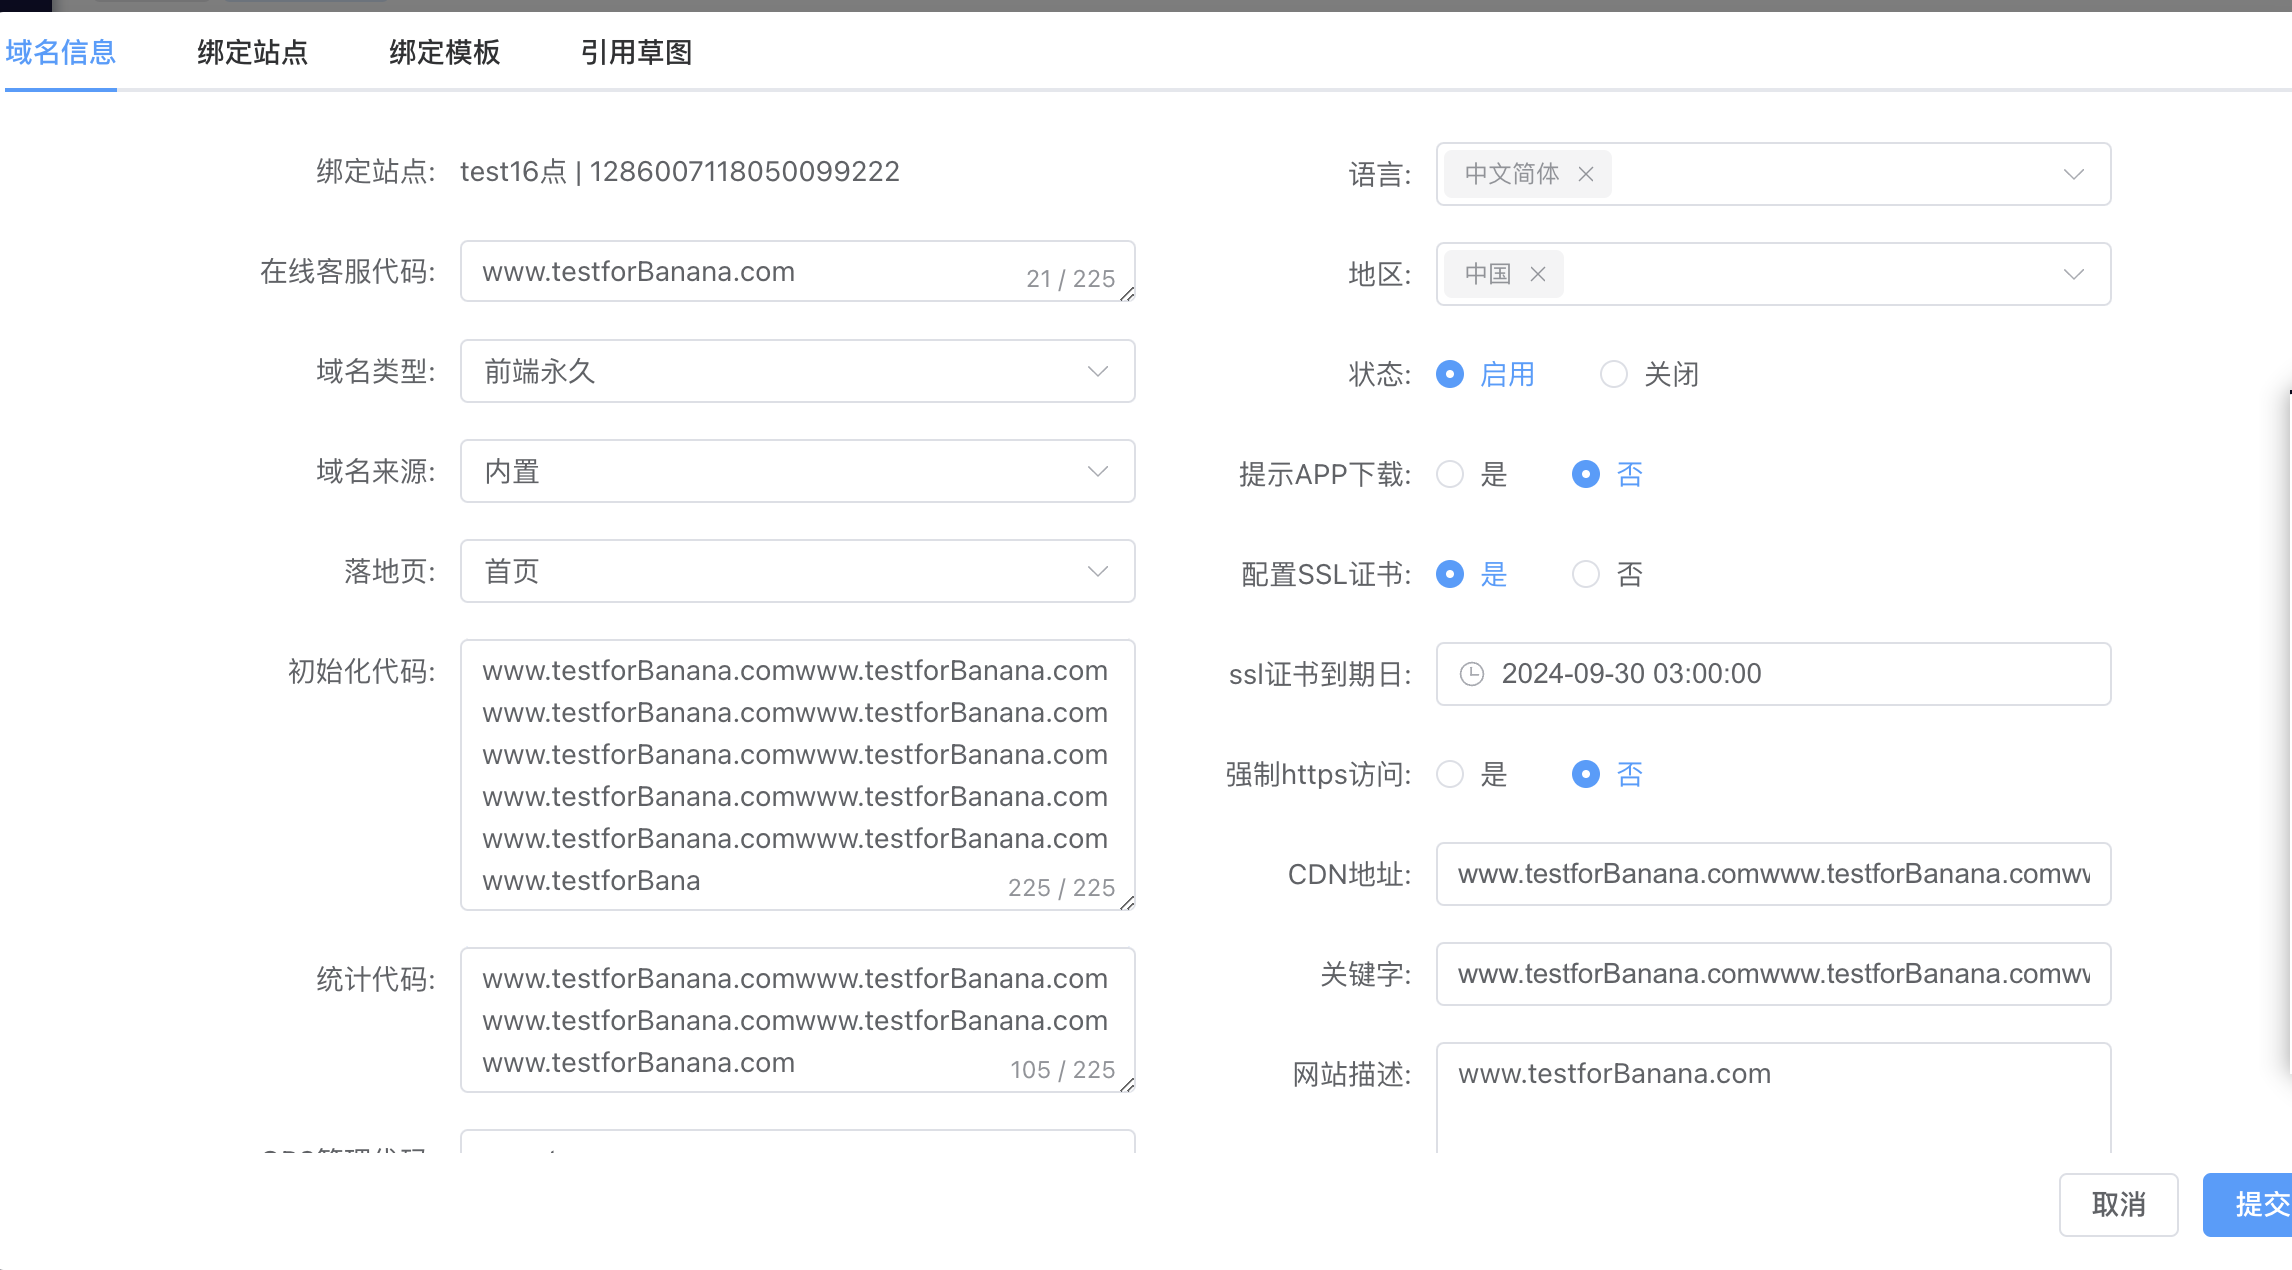 域名信息
绑定站点
绑定模板
引用草图
绑定站点: test16点 | 1286007118050099222
在线客服代码: www.testforBanana.com 21 / 225
域名类型: 前端永久
域名来源: 内置
落地页: 首页
初始化代码: www.testforBanana.comwww.testforBanana.com
www.testforBanana.comwww.testforBanana.com
www.testforBanana.comwww.testforBanana.com
www.testforBanana.comwww.testforBanana.com
www.testforBanana.comwww.testforBanana.com
www.testforBana 225 / 225
统计代码: www.testforBanana.comwww.testforBanana.com
www.testforBanana.comwww.testforBanana.com
www.testforBanana.com 105 / 225
语言: 中文简体
地区: 中国
状态: 启用 关闭
提示APP下载: 是 否
配置SSL证书: 是 否
ssl证书到期日: 2024-09-30 03:00:00
强制https访问: 是 否
CDN地址: www.testforBanana.comwww.testforBanana.comwv
关键字: www.testforBanana.comwww.testforBanana.comwv
网站描述: www.testforBanana.com
取消
提交